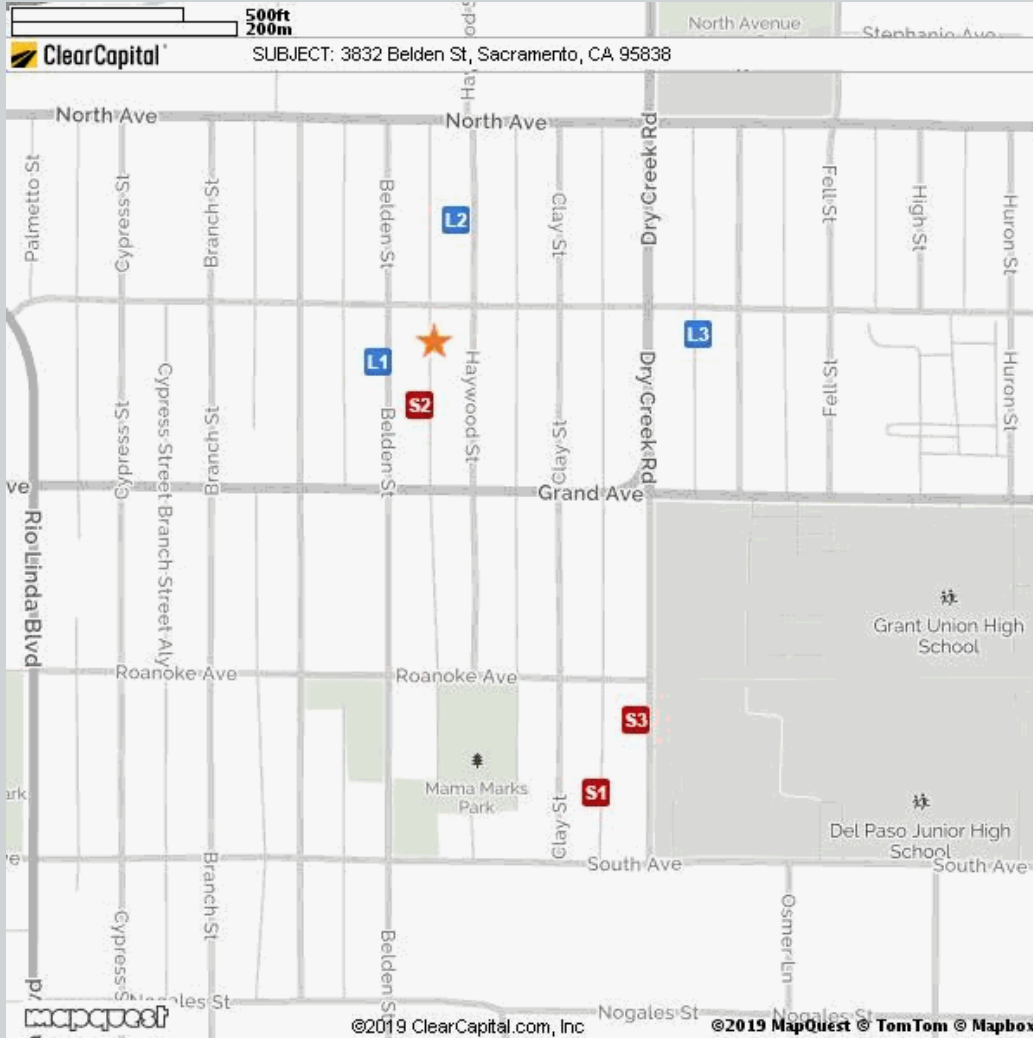 500ft
200m
ClearCapital
SUBJECT: 3832 Belden St, Sacramento, CA 95838
North Avenue
Stephanie Ave
North Ave
North Ave
Palmetto St
Cypress St
Branch St
Belden St
L2
Clay St
Dry Creek Rd
Fell St
High St
Huron St
L1
S2
L3
Cypress Street Branch Street Aly
Cypress St
Branch St
Belden St
Haywood St
Clay St
Dry Creek Rd
Fell St
Huron St
ve
Grand Ave
Rio Linda Blvd
Grant Union High
School
Roanoke Ave
Roanoke Ave
S3
S1
Mama Marks
Park
ark
Clay St
Del Paso Junior High
School
ve
South Ave
South Ave
Branch St
Cypress S
Belden S
Osmer Ln
Nogales St
Nogales St
Nogales St
mapquest
©2019 ClearCapital.com, Inc
©2019 MapQuest © TomTom © Mapbox